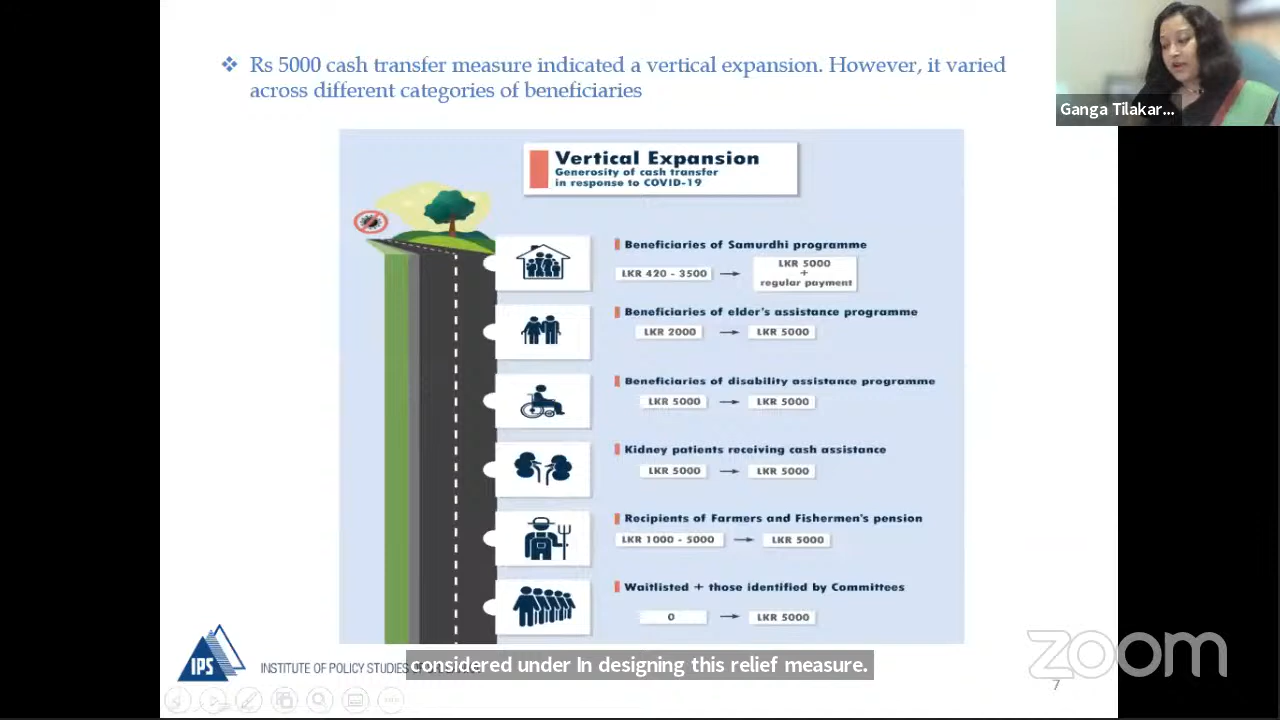 ❖ Rs 5000 cash transfer measure indicated a vertical expansion. However, it varied
across different categories of beneficiaries
Ganga Tilakar...
Vertical Expansion
Generosity of cash transfer
in response to COVID-19
Beneficiaries of Samurdhi programme
LKR 420 - 3500 → LKR 5000
+
regular payment
Beneficiaries of elder's assistance programme
LKR 2000 → LKR 5000
Beneficiaries of disability assistance programme
LKR 5000 → LKR 5000
Kidney patients receiving cash assistance
LKR 5000 → LKR 5000
Recipients of Farmers and Fishermen's pension
LKR 1000 - 5000 → LKR 5000
Waitlisted + those identified by Committees
0 → LKR 5000
IPS
INSTITUTE OF POLICY STUDIES
considered under In designing this relief measure.
zoom
7